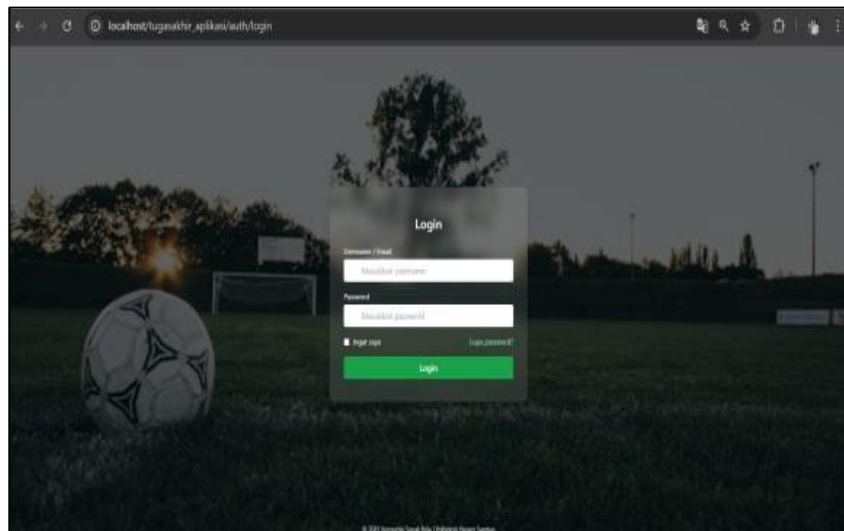 localhost/tugasakhir_aplikasi/auth/login
Login
Username / Email
Masukkan username
Password
Masukkan password
Ingat saya
Lupa password?
Login